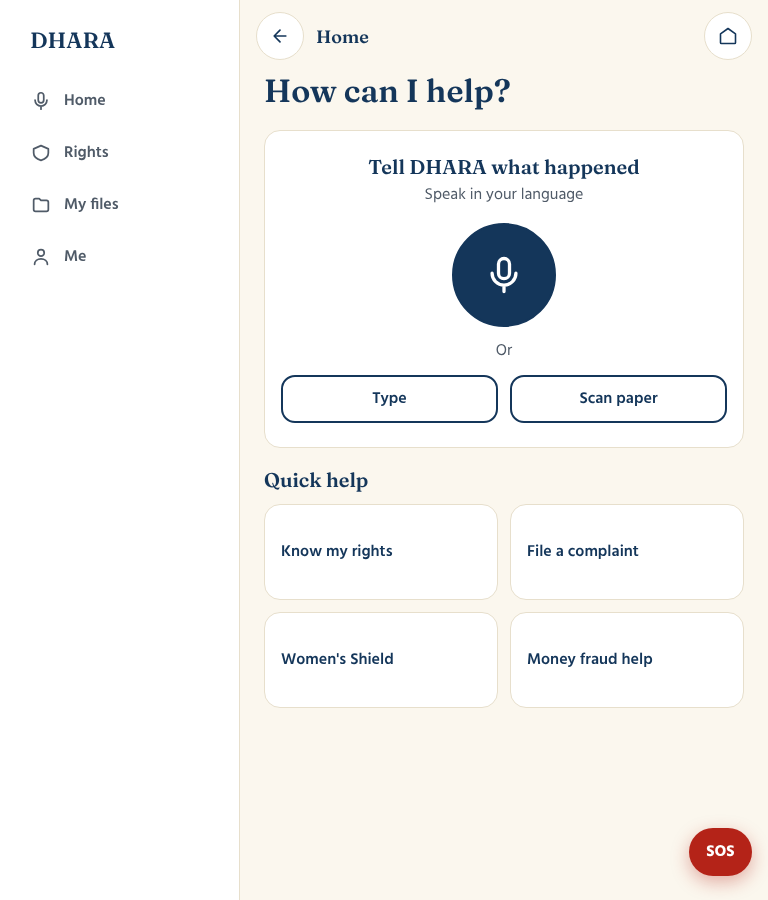 DHARA
Home
Rights
My files
Me
Home
How can I help?
Tell DHARA what happened
Speak in your language
Or
Type
Scan paper
Quick help
Know my rights
File a complaint
Women's Shield
Money fraud help
SOS